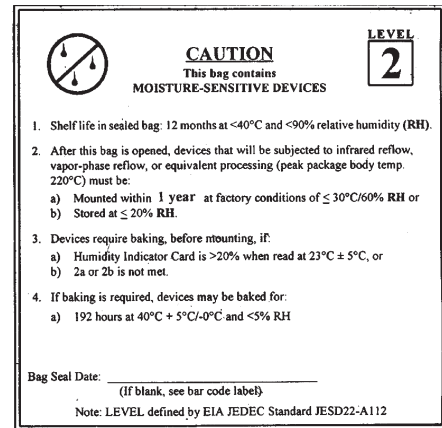 LEVEL
2
CAUTION
This bag contains
MOISTURE-SENSITIVE DEVICES
1. Shelf life in sealed bag: 12 months at <40°C and <90% relative humidity (RH).
2. After this bag is opened, devices that will be subjected to infrared reflow,
vapor-phase reflow, or equivalent processing (peak package body temp.
220°C) must be:
a) Mounted within 1 year at factory conditions of ≤ 30°C/60% RH or
b) Stored at ≤ 20% RH.
3. Devices require baking, before mounting, if:
a) Humidity Indicator Card is >20% when read at 23°C ± 5°C, or
b) 2a or 2b is not met.
4. If baking is required, devices may be baked for:
a) 192 hours at 40°C + 5°C/-0°C and <5% RH
Bag Seal Date: ____________________
(If blank, see bar code label)
Note: LEVEL defined by EIA JEDEC Standard JESD22-A112